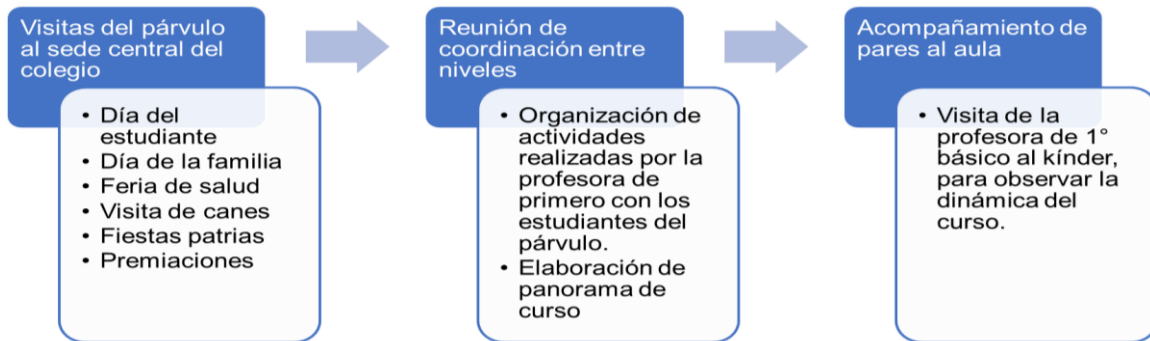 Visitas del párvulo
al sede central del
colegio
• Día del
estudiante
• Día de la familia
• Feria de salud
• Visita de canes
• Fiestas patrias
• Premiaciones
Reunión de
coordinación entre
niveles
• Organización de
actividades
realizadas por la
profesora de
primero con los
estudiantes del
párvulo.
• Elaboración de
panorama de
curso
Acompañamiento de
pares al aula
• Visita de la
profesora de 1°
básico al kínder,
para observar la
dinámica del
curso.